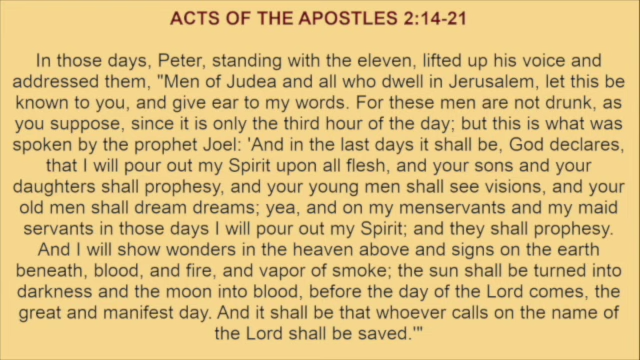 ACTS OF THE APOSTLES 2:14-21
In those days, Peter, standing with the eleven, lifted up his voice and
addressed them, "Men of Judea and all who dwell in Jerusalem, let this be
known to you, and give ear to my words. For these men are not drunk, as
you suppose, since it is only the third hour of the day; but this is what was
spoken by the prophet Joel: 'And in the last days it shall be, God declares,
that I will pour out my Spirit upon all flesh, and your sons and your
daughters shall prophesy, and your young men shall see visions, and your
old men shall dream dreams; yea, and on my menservants and my maid
servants in those days I will pour out my Spirit; and they shall prophesy.
And I will show wonders in the heaven above and signs on the earth
beneath, blood, and fire, and vapor of smoke; the sun shall be turned into
darkness and the moon into blood, before the day of the Lord comes, the
great and manifest day. And it shall be that whoever calls on the name of
the Lord shall be saved.'"